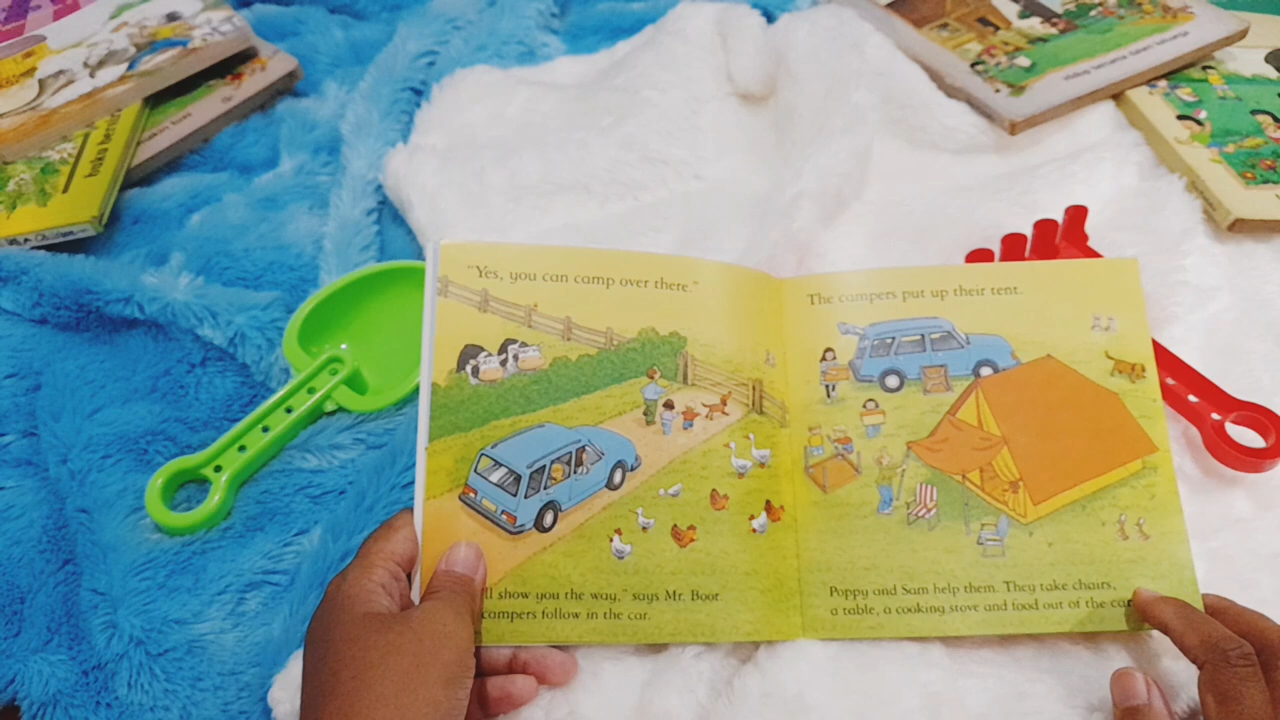 "Yes, you can camp over there."
ll show you the way," says Mr. Boot.
campers follow in the car.
The campers put up their tent.
Poppy and Sam help them. They take chairs,
a table, a cooking stove and food out of the car
buku